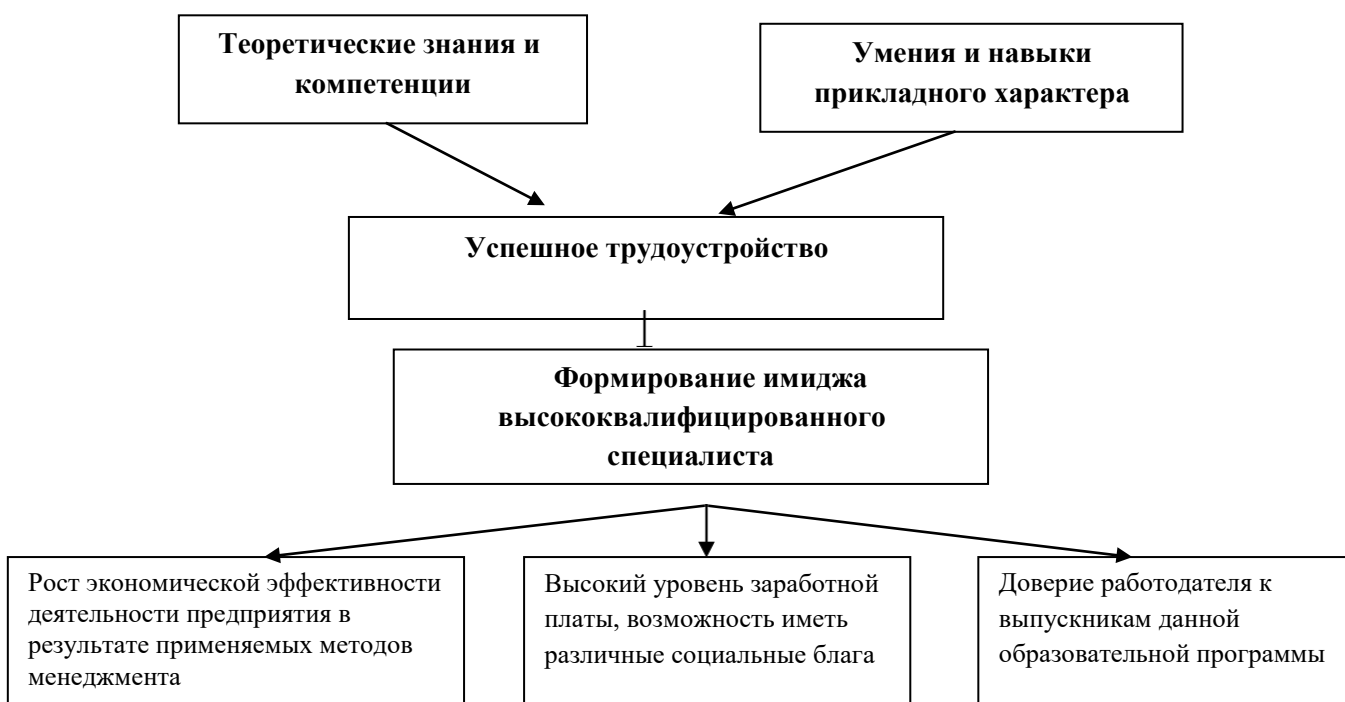 Теоретические знания и
компетенции
Умения и навыки
прикладного характера
Успешное трудоустройство
Формирование имиджа
высококвалифицированного
специалиста
Рост экономической эффективности
деятельности предприятия в
результате применяемых методов
менеджмента
Высокий уровень заработной
платы, возможность иметь
различные социальные блага
Доверие работодателя к
выпускникам данной
образовательной программы